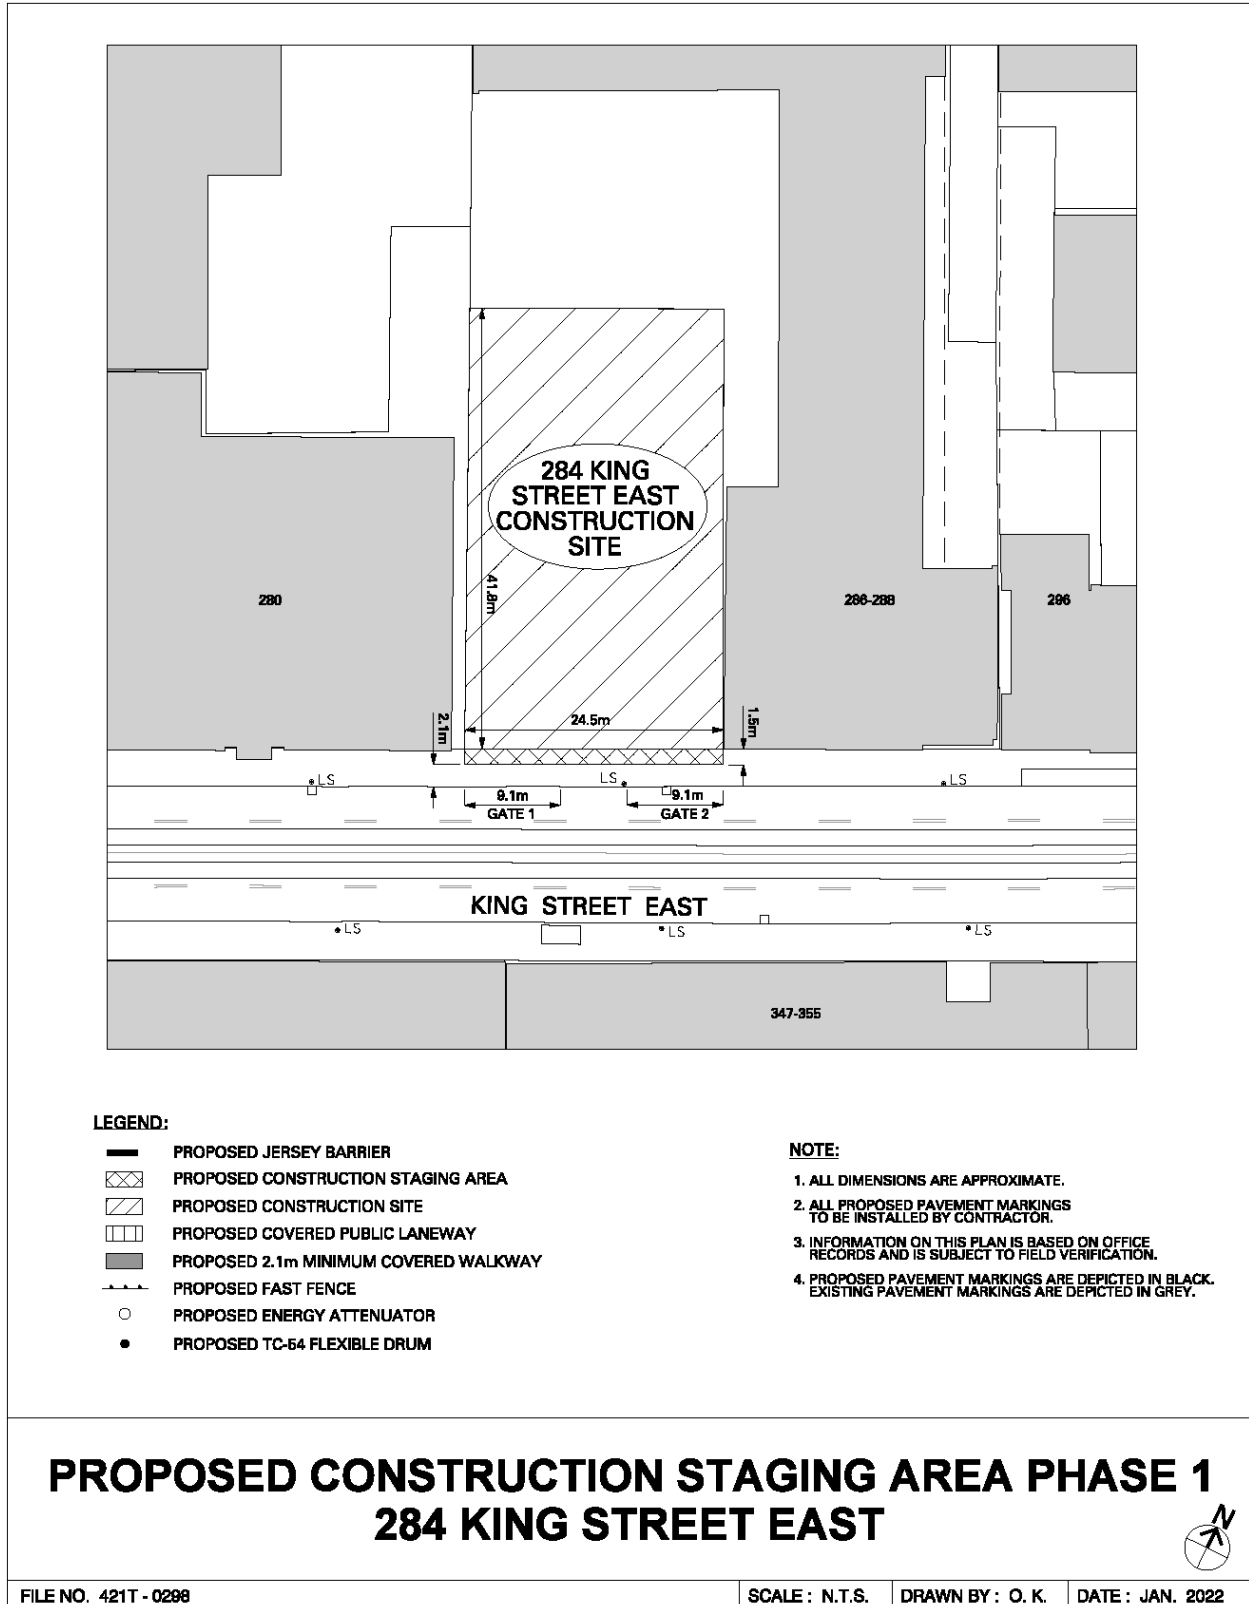 284 KING
STREET EAST
CONSTRUCTION
SITE
41.8m
280
286-288
296
2.1m
24.5m
1.5m
LS
LS
LS
9.1m
GATE 1
9.1m
GATE 2
KING STREET EAST
LS
LS
LS
347-355
LEGEND:
PROPOSED JERSEY BARRIER
PROPOSED CONSTRUCTION STAGING AREA
PROPOSED CONSTRUCTION SITE
PROPOSED COVERED PUBLIC LANEWAY
PROPOSED 2.1m MINIMUM COVERED WALKWAY
PROPOSED FAST FENCE
PROPOSED ENERGY ATTENUATOR
PROPOSED TC-54 FLEXIBLE DRUM
NOTE:
1. ALL DIMENSIONS ARE APPROXIMATE.
2. ALL PROPOSED PAVEMENT MARKINGS
TO BE INSTALLED BY CONTRACTOR.
3. INFORMATION ON THIS PLAN IS BASED ON OFFICE
RECORDS AND IS SUBJECT TO FIELD VERIFICATION.
4. PROPOSED PAVEMENT MARKINGS ARE DEPICTED IN BLACK.
EXISTING PAVEMENT MARKINGS ARE DEPICTED IN GREY.
PROPOSED CONSTRUCTION STAGING AREA PHASE 1
284 KING STREET EAST
N
FILE NO. 421T - 0298
SCALE : N.T.S.
DRAWN BY : O. K.
DATE : JAN. 2022